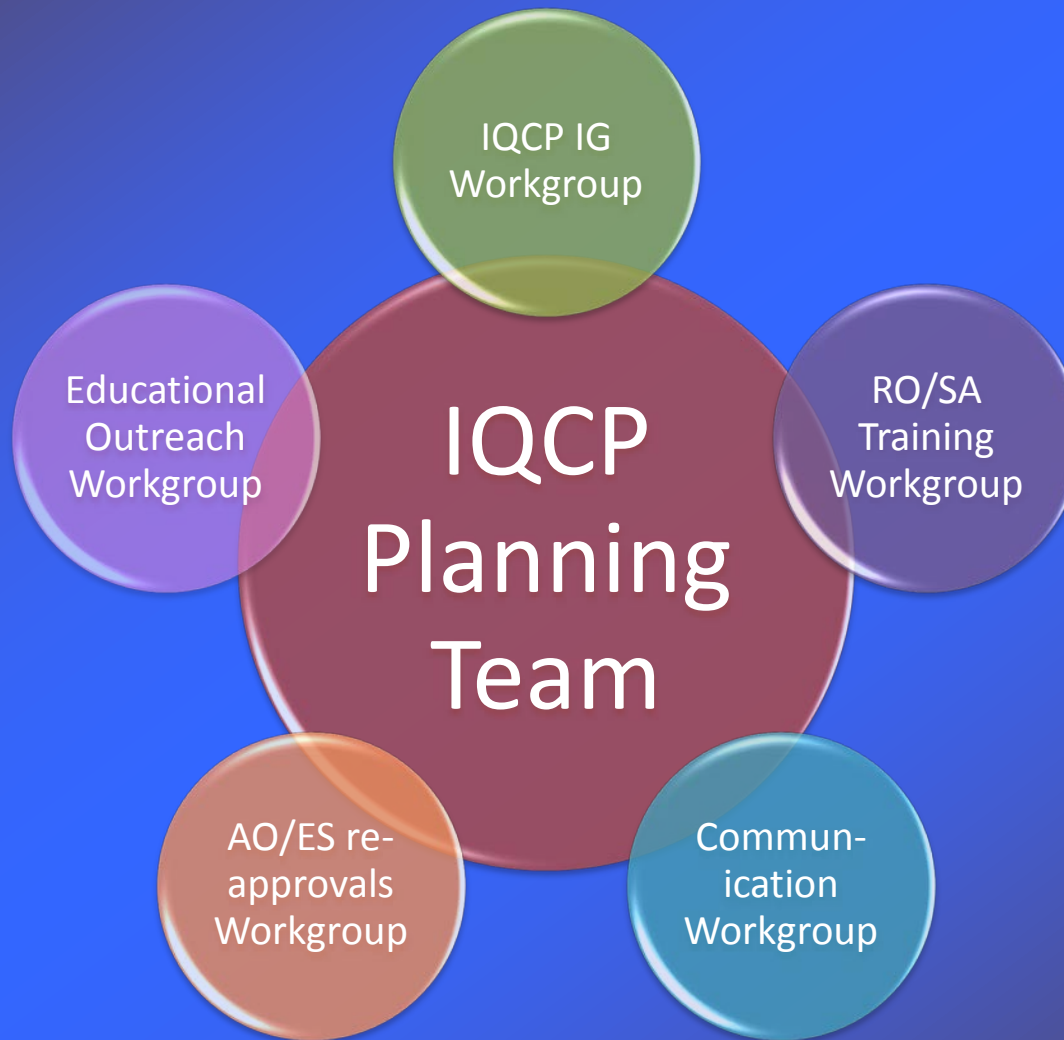 IQCP IG
Workgroup
Educational
Outreach
Workgroup
RO/SA
Training
Workgroup
IQCP
Planning
Team
AO/ES re-
approvals
Workgroup
Commun-
ication
Workgroup